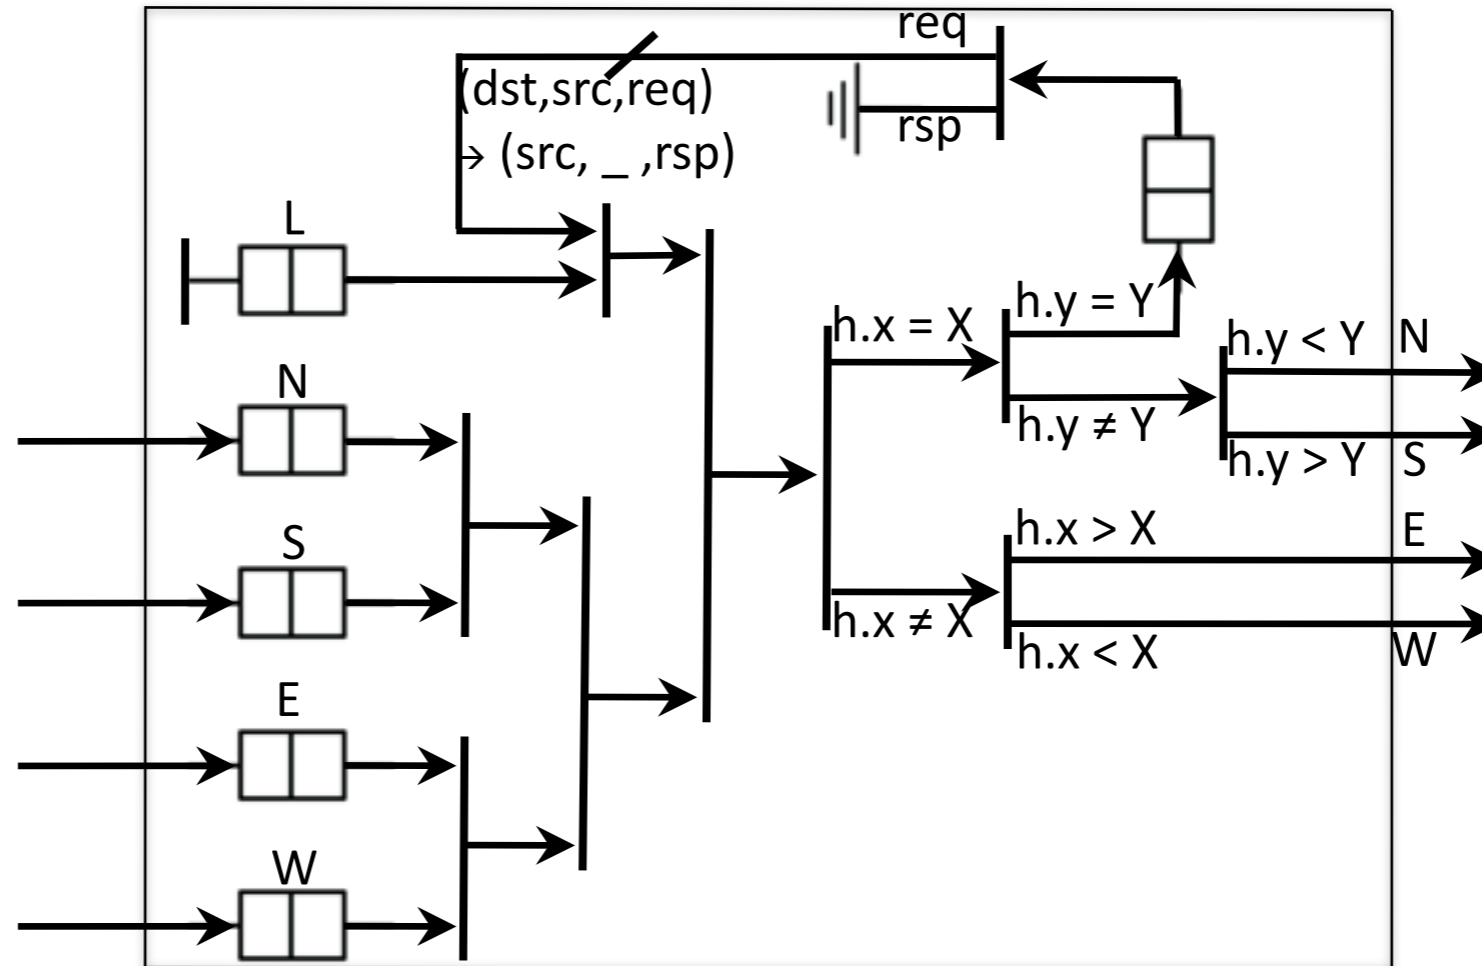 req
(dst,src,req)
→ (src, _ ,rsp)
rsp
L
N
S
E
W
h.x = X
h.x ≠ X
h.y = Y
h.y ≠ Y
h.y < Y N
h.y > Y S
h.x > X E
h.x < X W